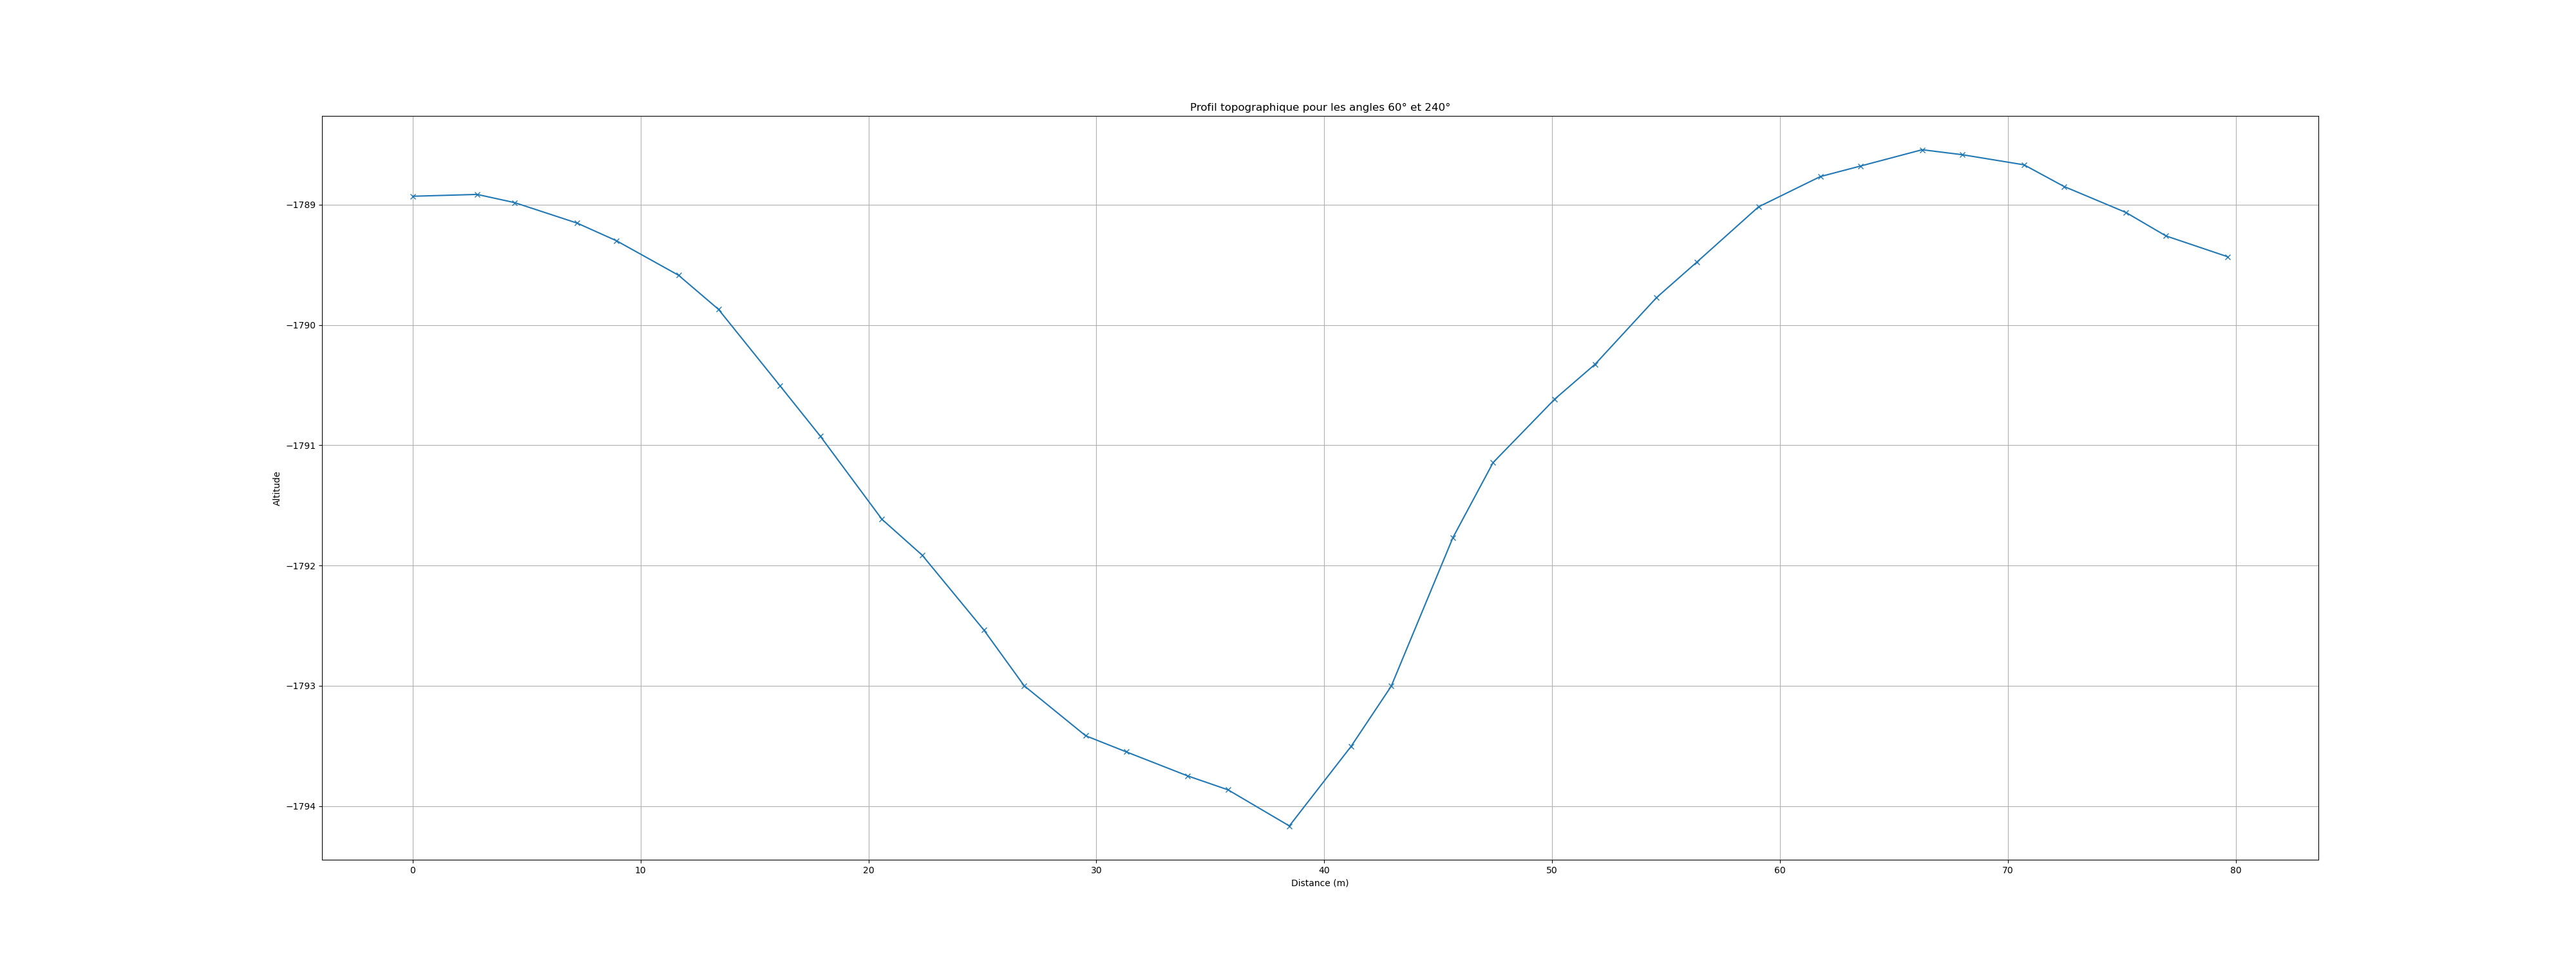 Profil topographique pour les angles 60° et 240°
−1789
−1790
−1791
−1792
−1793
−1794
Altitude
0 10 20 30 40 50 60 70 80
Distance (m)